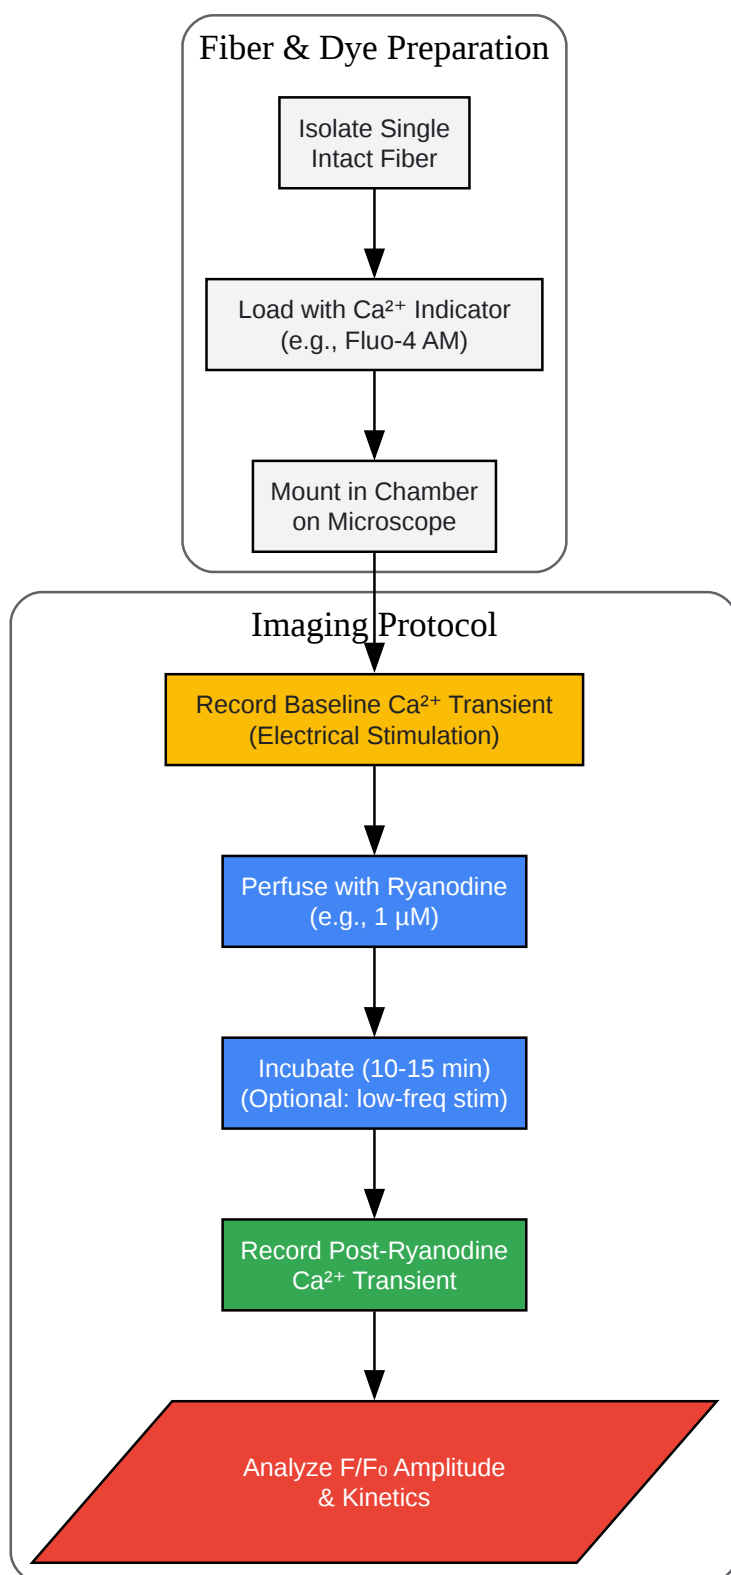 Fiber & Dye Preparation
Isolate Single
Intact Fiber
Load with Ca²⁺ Indicator
(e.g., Fluo-4 AM)
Mount in Chamber
on Microscope
Imaging Protocol
Record Baseline Ca²⁺ Transient
(Electrical Stimulation)
Perfuse with Ryanodine
(e.g., 1 µM)
Incubate (10-15 min)
(Optional: low-freq stim)
Record Post-Ryanodine
Ca²⁺ Transient
Analyze F/F₀ Amplitude
& Kinetics